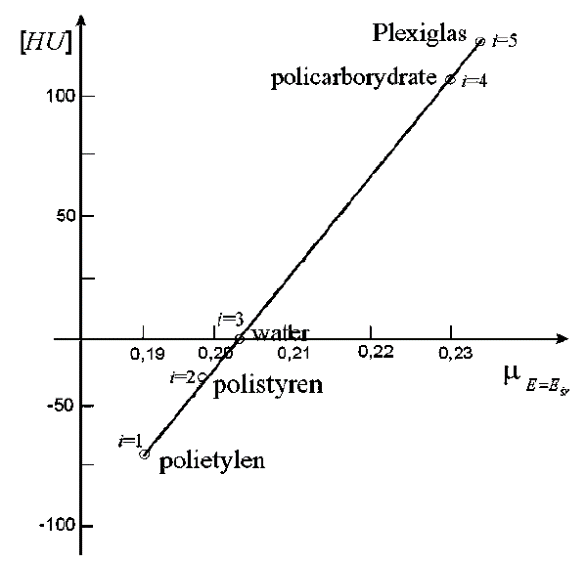 [HU]
Plexiglas i=5
policarborydrate i=4
100
50
i=3 water
0,19 0,20 0,21 0,22 0,23
i=2 polistyren
μ E=Eśr
-50
i=1 polietylen
-100